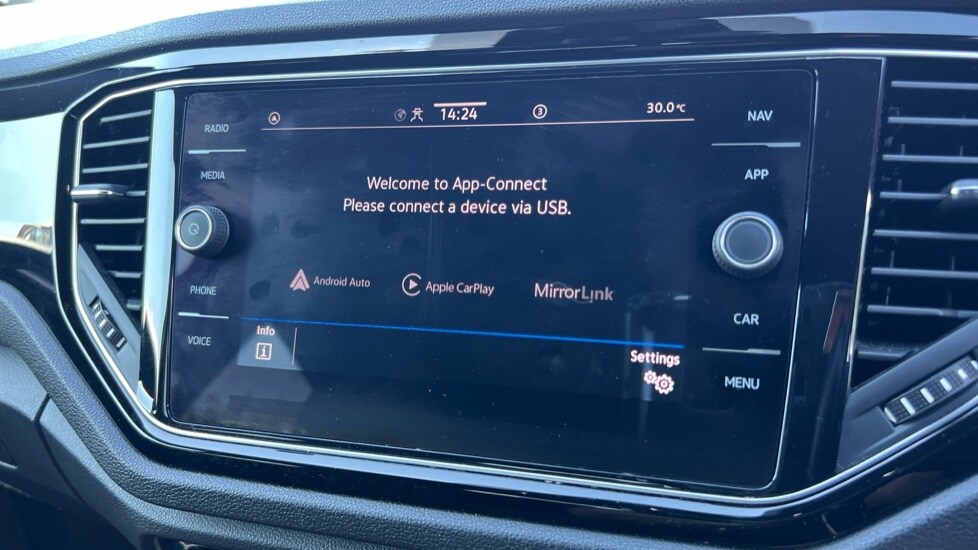 14:24
3
30.0°C
RADIO
MEDIA
PHONE
VOICE
Welcome to App-Connect
Please connect a device via USB.
Android Auto
Apple CarPlay
MirrorLink
Info
i
Settings
NAV
APP
CAR
MENU